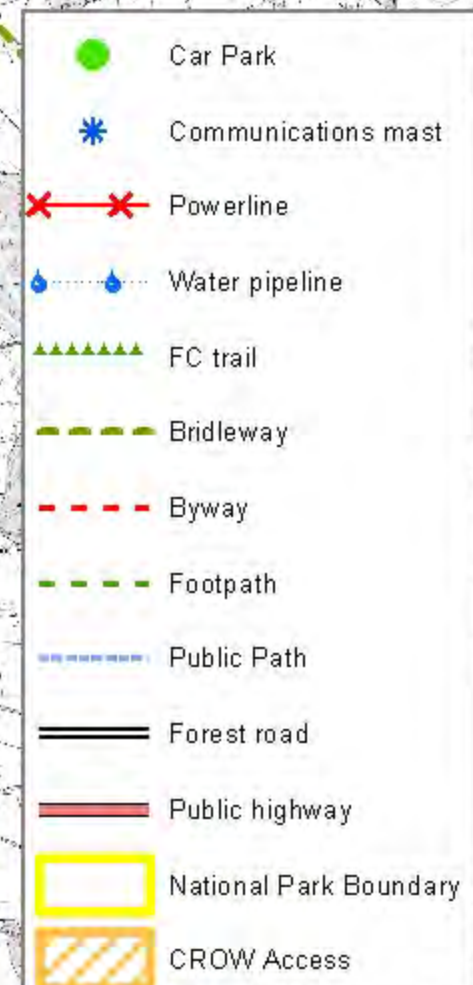 Car Park
Communications mast
Powerline
Water pipeline
FC trail
Bridleway
Byway
Footpath
Public Path
Forest road
Public highway
National Park Boundary
CROW Access